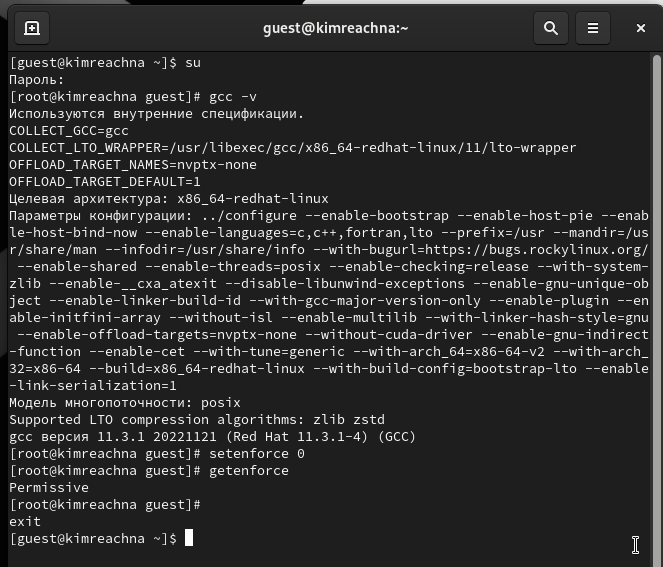 guest@kimreachna:~
[guest@kimreachna ~]$ su
Пароль:
[root@kimreachna guest]# gcc -v
Используются внутренние спецификации.
COLLECT_GCC=gcc
COLLECT_LTO_WRAPPER=/usr/libexec/gcc/x86_64-redhat-linux/11/lto-wrapper
OFFLOAD_TARGET_NAMES=nvptx-none
OFFLOAD_TARGET_DEFAULT=1
Целевая архитектура: x86_64-redhat-linux
Параметры конфигурации: ../configure --enable-bootstrap --enable-host-pie --enab
le-host-bind-now --enable-languages=c,c++,fortran,lto --prefix=/usr --mandir=/us
r/share/man --infodir=/usr/share/info --with-bugurl=https://bugs.rockylinux.org/
 --enable-shared --enable-threads=posix --enable-checking=release --with-system-
zlib --enable-__cxa_atexit --disable-libunwind-exceptions --enable-gnu-unique-ob
ject --enable-linker-build-id --with-gcc-major-version-only --enable-plugin --en
able-initfini-array --without-isl --enable-multilib --with-linker-hash-style=gnu
 --enable-offload-targets=nvptx-none --without-cuda-driver --enable-gnu-indirect
-function --enable-cet --with-tune=generic --with-arch_64=x86-64-v2 --with-arch_
32=x86-64 --build=x86_64-redhat-linux --with-build-config=bootstrap-lto --enable
-link-serialization=1
Модель многопоточности: posix
Supported LTO compression algorithms: zlib zstd
gcc версия 11.3.1 20221121 (Red Hat 11.3.1-4) (GCC)
[root@kimreachna guest]# setenforce 0
[root@kimreachna guest]# getenforce
Permissive
[root@kimreachna guest]#
exit
[guest@kimreachna ~]$